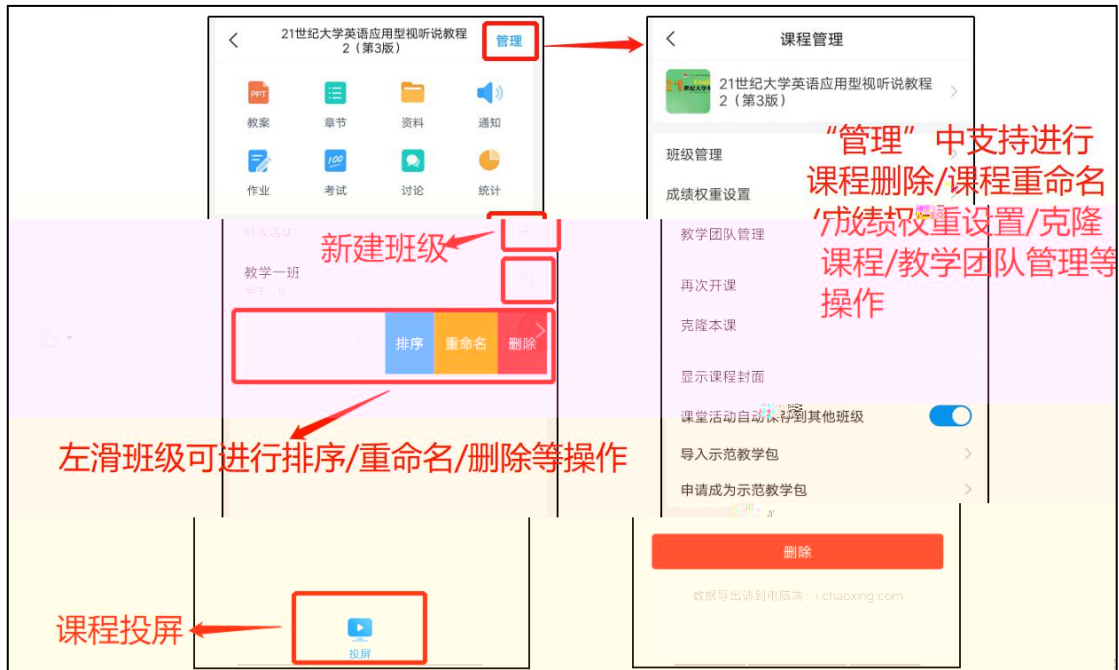 21世纪大学英语应用型视听说教程
2（第3版）
管理
PPT
教案
章节
资料
通知
100
作业
考试
讨论
统计
班级活动
新建班级
教学一班
排序
重命名
删除
左滑班级可进行排序/重命名/删除等操作
课程投屏
投屏
课程管理
21世纪大学英语应用型视听说教程
2（第3版）
班级管理
成绩权重设置
教学团队管理
再次开课
克隆本课
显示课程封面
课堂活动自动保存到其他班级
导入示范教学包
申请成为示范教学包
删除
数据导出请到电脑端 i.chaoxing.com
“管理”中支持进行
课程删除/课程重命名
/成绩权重设置/克隆
课程/教学团队管理等
操作